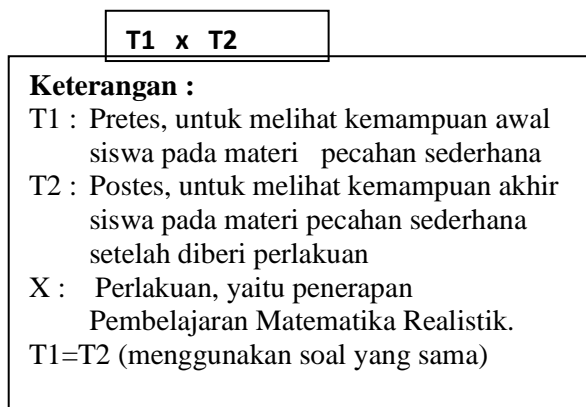 T1 x T2
Keterangan :
T1 : Pretes, untuk melihat kemampuan awal
siswa pada materi pecahan sederhana
T2 : Postes, untuk melihat kemampuan akhir
siswa pada materi pecahan sederhana
setelah diberi perlakuan
X : Perlakuan, yaitu penerapan
Pembelajaran Matematika Realistik.
T1=T2 (menggunakan soal yang sama)